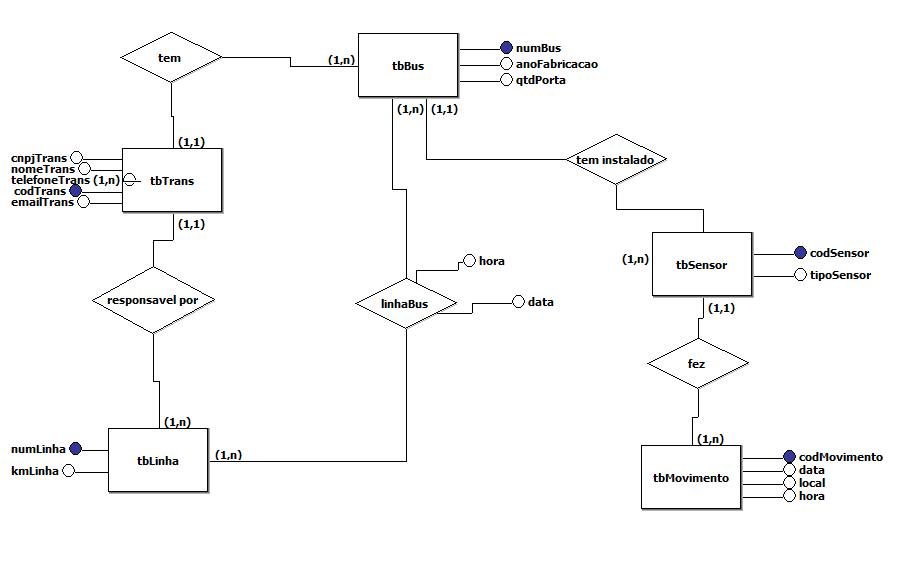 tem
(1,n)
tbBus
numBus
anoFabricacao
qtdPorta
(1,n)
(1,1)
(1,1)
cnpjTrans
nomeTrans
telefoneTrans (1,n)
codTrans
emailTrans
tbTrans
(1,1)
tem instalado
(1,n)
tbSensor
codSensor
tipoSensor
(1,1)
responsavel por
linhaBus
hora
data
fez
(1,n)
(1,n)
numLinha
kmLinha
tbLinha
(1,n)
tbMovimento
codMovimento
data
local
hora